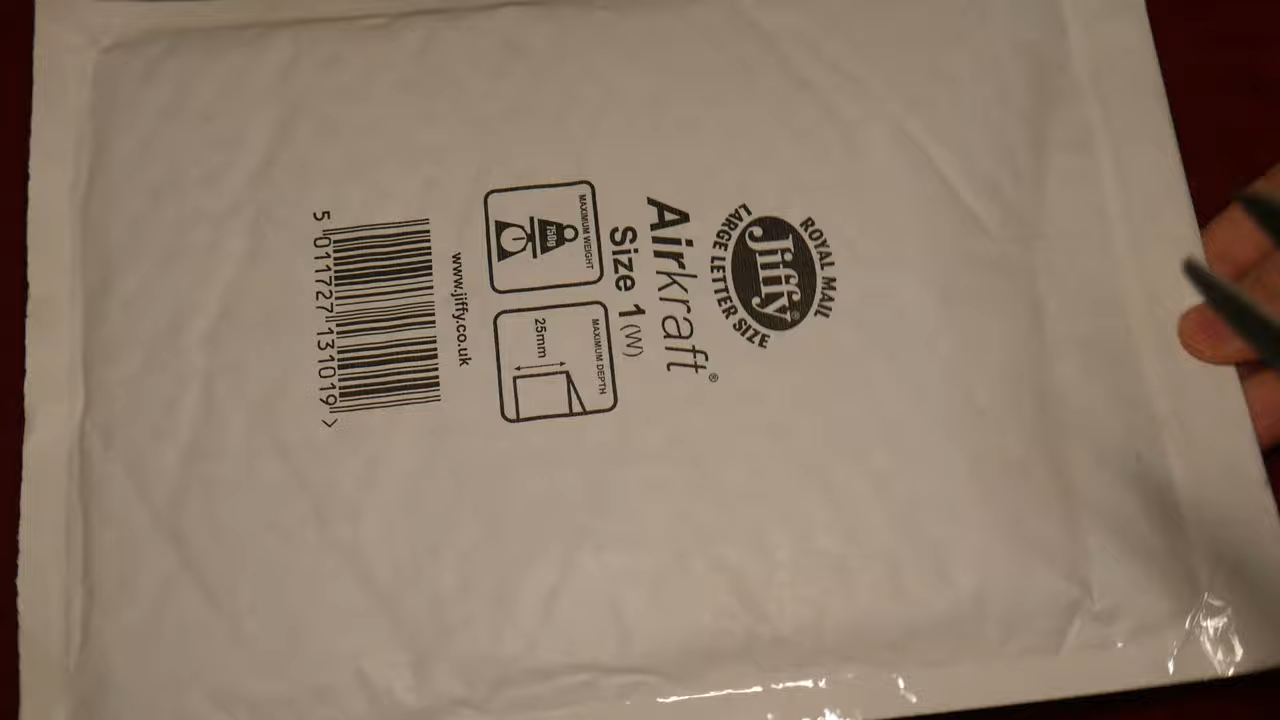 ROYAL MAIL
Jiffy®
LARGE LETTER SIZE
Airkraft®
Size 1 (W)
MAXIMUM WEIGHT
750g
MAXIMUM DEPTH
25mm
www.jiffy.co.uk
5 011727 131019 >